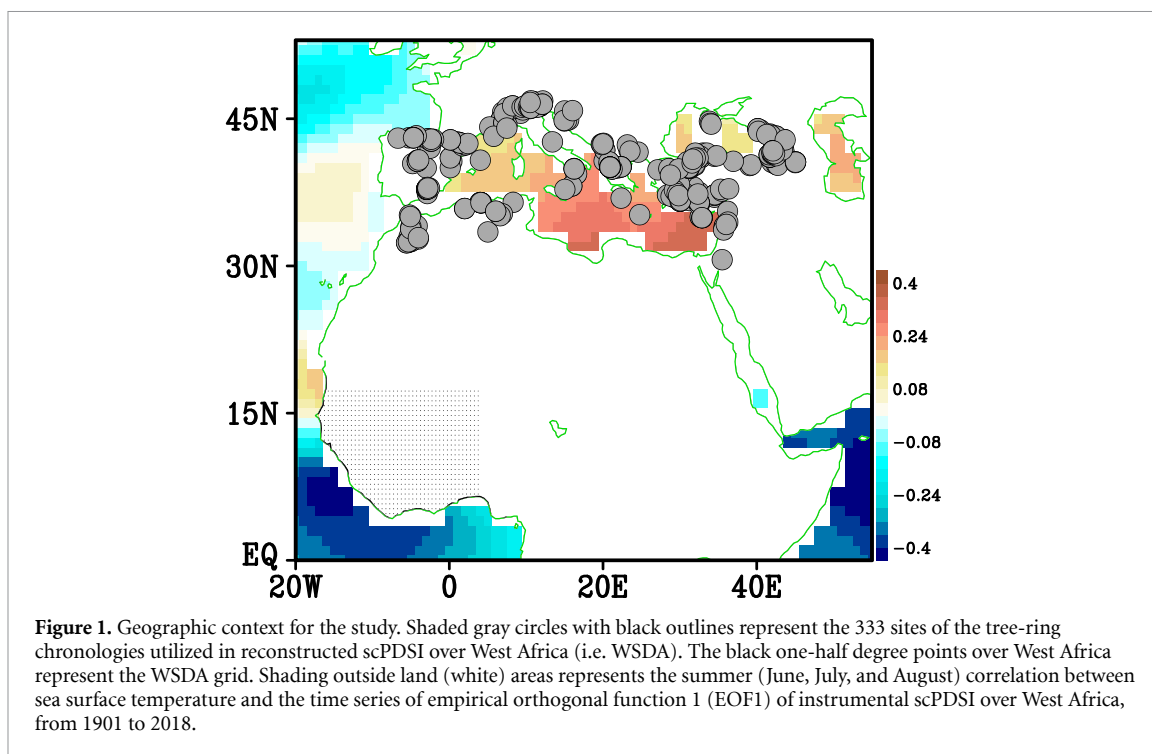 45N
30N
15N
EQ
20W 0 20E 40E
0.4
0.24
0.08
−0.08
−0.24
−0.4
Figure 1. Geographic context for the study. Shaded gray circles with black outlines represent the 333 sites of the tree-ring
chronologies utilized in reconstructed scPDSI over West Africa (i.e. WSDA). The black one-half degree points over West Africa
represent the WSDA grid. Shading outside land (white) areas represents the summer (June, July, and August) correlation between
sea surface temperature and the time series of empirical orthogonal function 1 (EOF1) of instrumental scPDSI over West Africa,
from 1901 to 2018.